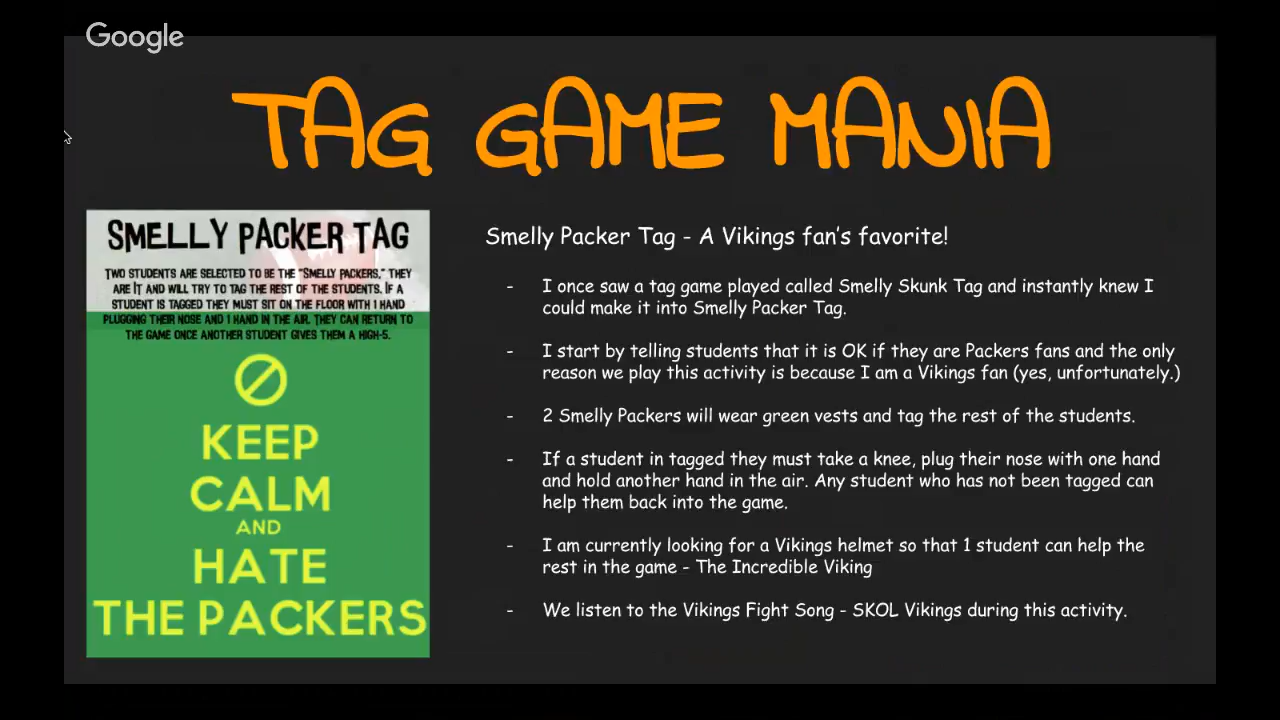 Google
TAG GAME MANIA
SMELLY PACKER TAG
TWO STUDENTS ARE SELECTED TO BE THE "SMELLY PACKERS." THEY
ARE IT AND WILL TRY TO TAG THE REST OF THE STUDENTS. IF A
STUDENT IS TAGGED THEY MUST SIT ON THE FLOOR WITH 1 HAND
PLUGGING THEIR NOSE AND 1 HAND IN THE AIR. THEY CAN RETURN TO
THE GAME ONCE ANOTHER STUDENT GIVES THEM A HIGH-5.
KEEP
CALM
AND
HATE
THE PACKERS
Smelly Packer Tag - A Vikings fan's favorite!
- I once saw a tag game played called Smelly Skunk Tag and instantly knew I
could make it into Smelly Packer Tag.
- I start by telling students that it is OK if they are Packers fans and the only
reason we play this activity is because I am a Vikings fan (yes, unfortunately.)
- 2 Smelly Packers will wear green vests and tag the rest of the students.
- If a student in tagged they must take a knee, plug their nose with one hand
and hold another hand in the air. Any student who has not been tagged can
help them back into the game.
- I am currently looking for a Vikings helmet so that 1 student can help the
rest in the game - The Incredible Viking
- We listen to the Vikings Fight Song - SKOL Vikings during this activity.